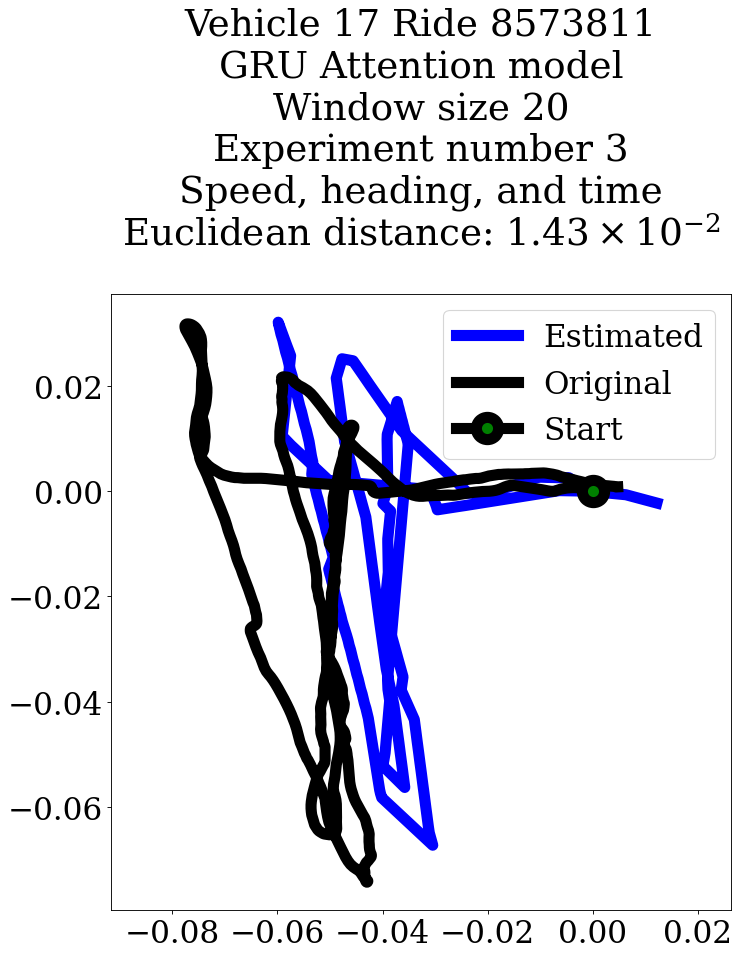 Vehicle 17 Ride 8573811
GRU Attention model
Window size 20
Experiment number 3
Speed, heading, and time
Euclidean distance: 1.43 × 10⁻²
Estimated
Original
Start
0.02
0.00
−0.02
−0.04
−0.06
−0.08 −0.06 −0.04 −0.02 0.00 0.02